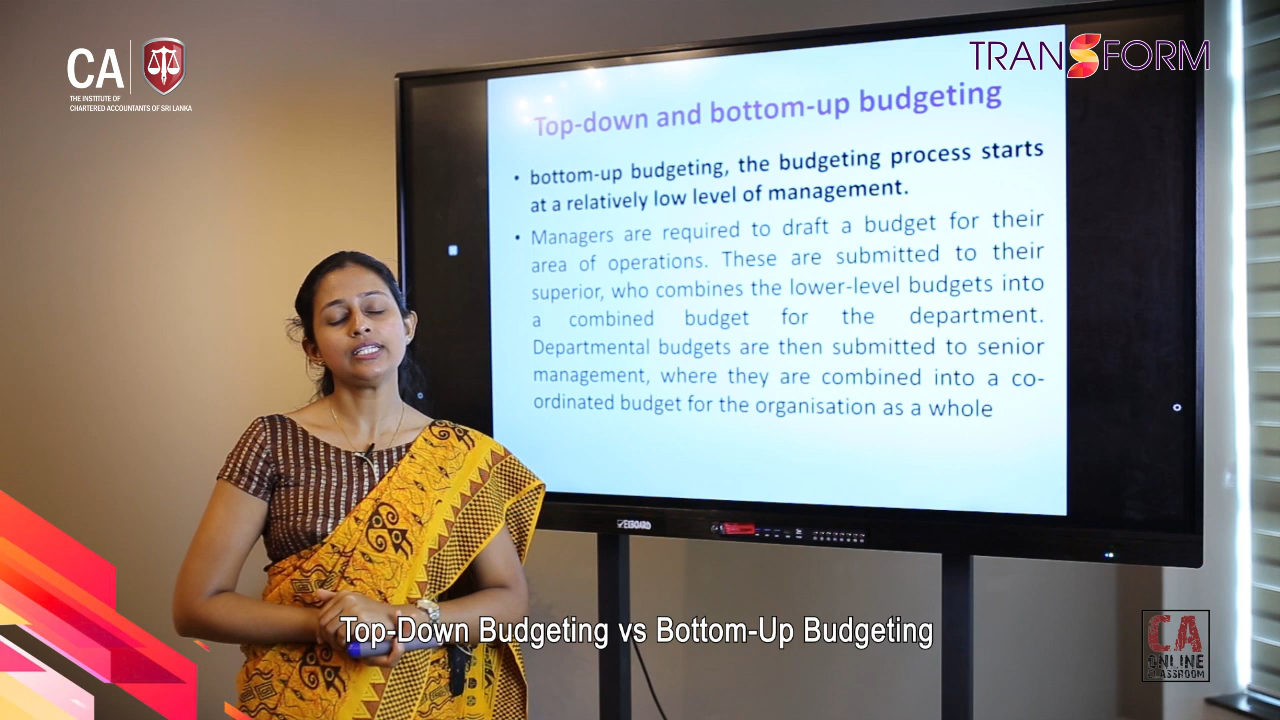 CA
THE INSTITUTE OF
CHARTERED ACCOUNTANTS OF SRI LANKA
TRANSFORM
Top-down and bottom-up budgeting
• bottom-up budgeting, the budgeting process starts
at a relatively low level of management.
• Managers are required to draft a budget for their
area of operations. These are submitted to their
superior, who combines the lower-level budgets into
a combined budget for the department.
Departmental budgets are then submitted to senior
management, where they are combined into a co-
ordinated budget for the organisation as a whole
EXBOARD
Top-Down Budgeting vs Bottom-Up Budgeting
CA
ONLINE
CLASSROOM